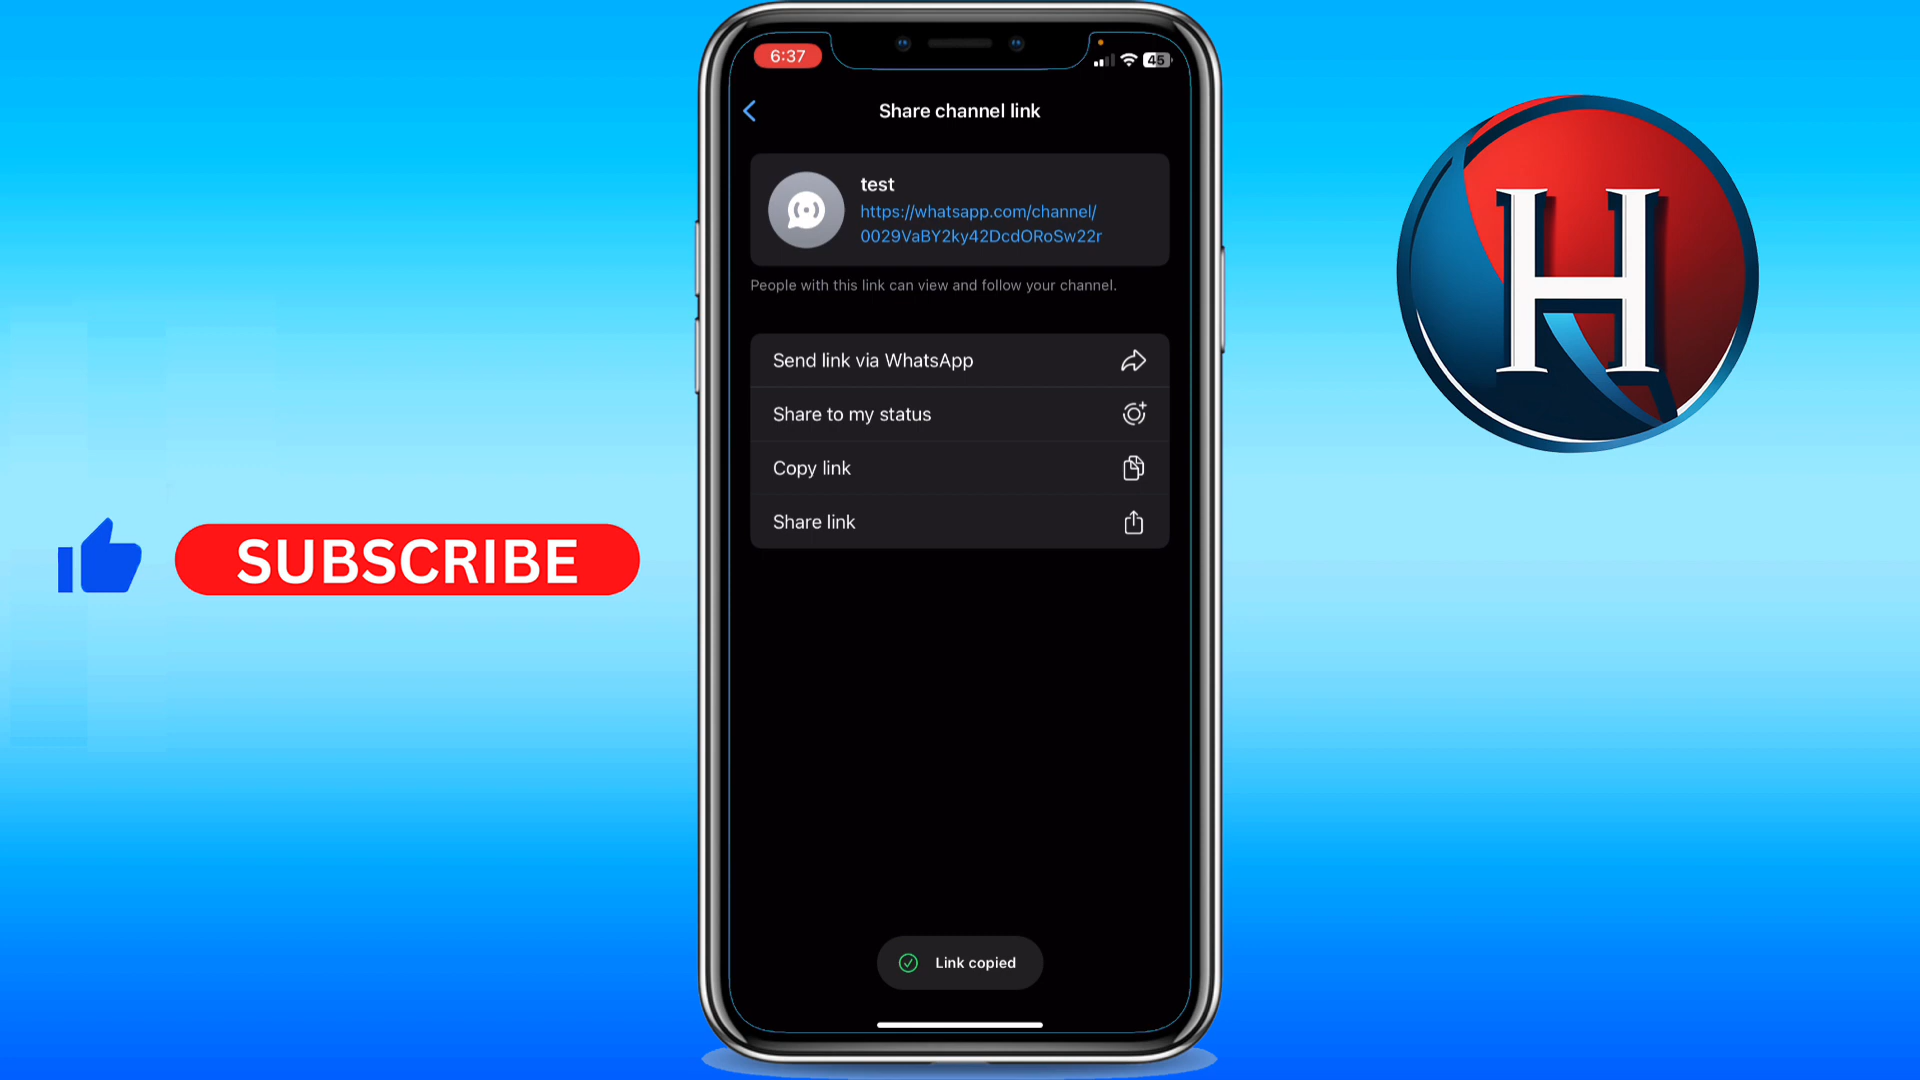 6:37
45
Share channel link
test
https://whatsapp.com/channel/
0029VaBY2ky42DcdORoSw22r
People with this link can view and follow your channel.
Send link via WhatsApp
Share to my status
Copy link
Share link
Link copied
SUBSCRIBE
H